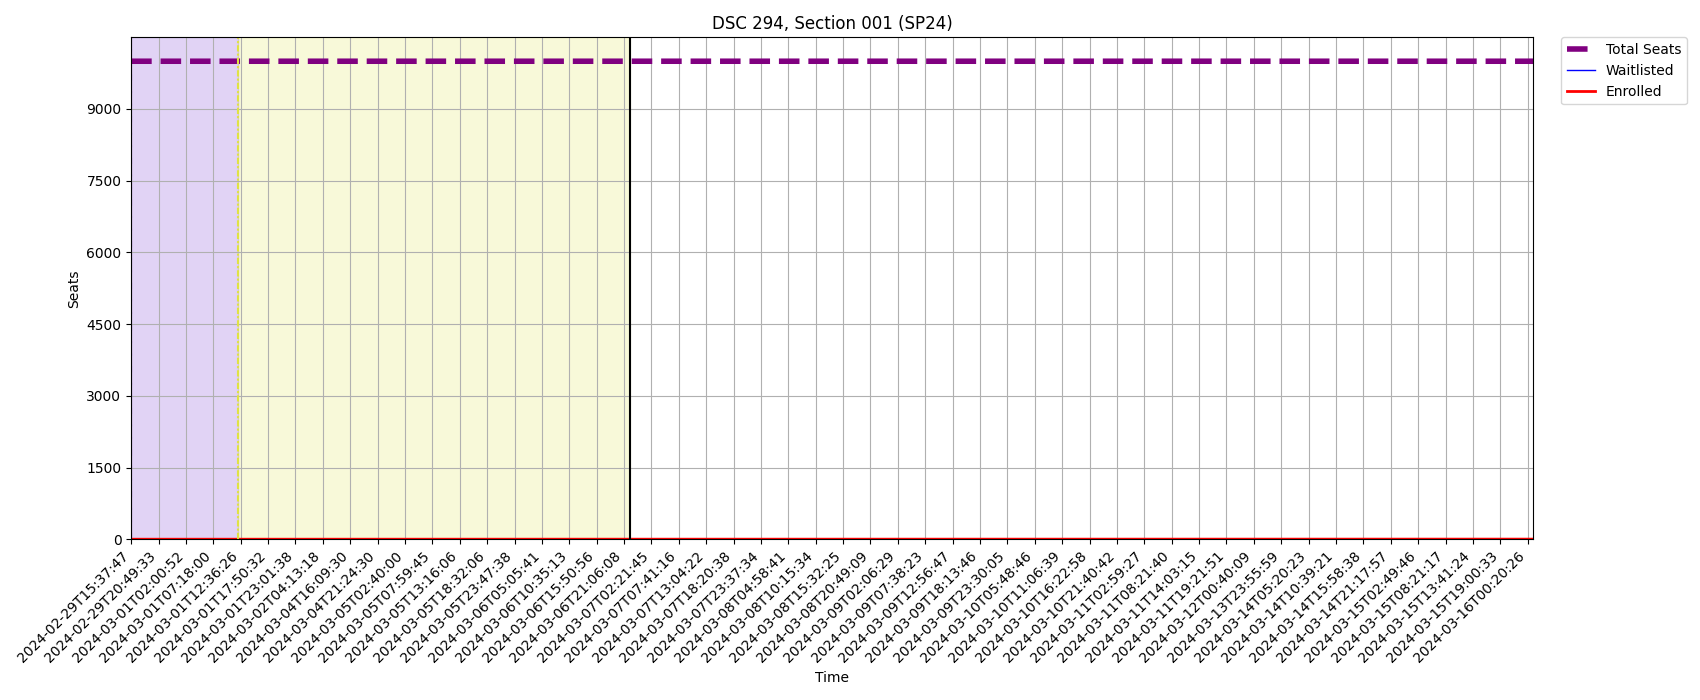 DSC 294, Section 001 (SP24)
Total Seats
Waitlisted
Enrolled
Seats
9000
7500
6000
4500
3000
1500
0
2024-02-29T15:37:47
2024-02-29T20:49:33
2024-03-01T02:00:52
2024-03-01T07:18:00
2024-03-01T12:36:26
2024-03-01T17:50:32
2024-03-01T23:01:38
2024-03-02T04:13:18
2024-03-04T16:09:30
2024-03-04T21:24:30
2024-03-05T02:40:00
2024-03-05T07:59:45
2024-03-05T13:16:06
2024-03-05T18:32:06
2024-03-05T23:47:38
2024-03-06T05:05:41
2024-03-06T10:35:13
2024-03-06T15:50:56
2024-03-06T21:06:08
2024-03-07T02:21:45
2024-03-07T07:41:16
2024-03-07T13:04:22
2024-03-07T18:20:38
2024-03-07T23:37:34
2024-03-08T04:58:41
2024-03-08T10:15:34
2024-03-08T15:32:25
2024-03-08T20:49:09
2024-03-09T02:06:29
2024-03-09T07:38:23
2024-03-09T12:56:47
2024-03-09T18:13:46
2024-03-09T23:30:05
2024-03-10T05:48:46
2024-03-10T11:06:39
2024-03-10T16:22:58
2024-03-10T21:40:42
2024-03-11T02:59:27
2024-03-11T08:21:40
2024-03-11T14:03:15
2024-03-11T19:21:51
2024-03-12T00:40:09
2024-03-13T23:55:59
2024-03-14T05:20:23
2024-03-14T10:39:21
2024-03-14T15:58:38
2024-03-14T21:17:57
2024-03-15T02:49:46
2024-03-15T08:21:17
2024-03-15T13:41:24
2024-03-15T19:00:33
2024-03-16T00:20:26
Time